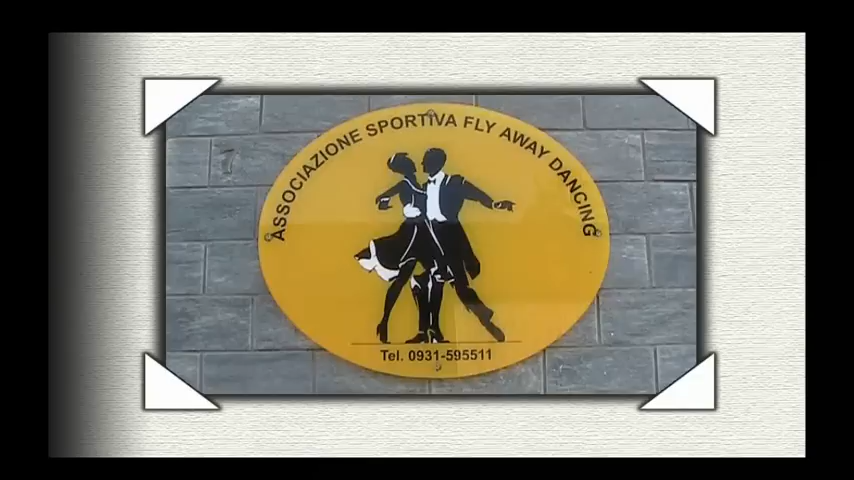 ASSOCIAZIONE SPORTIVA FLY AWAY DANCING
Tel. 0931-595511